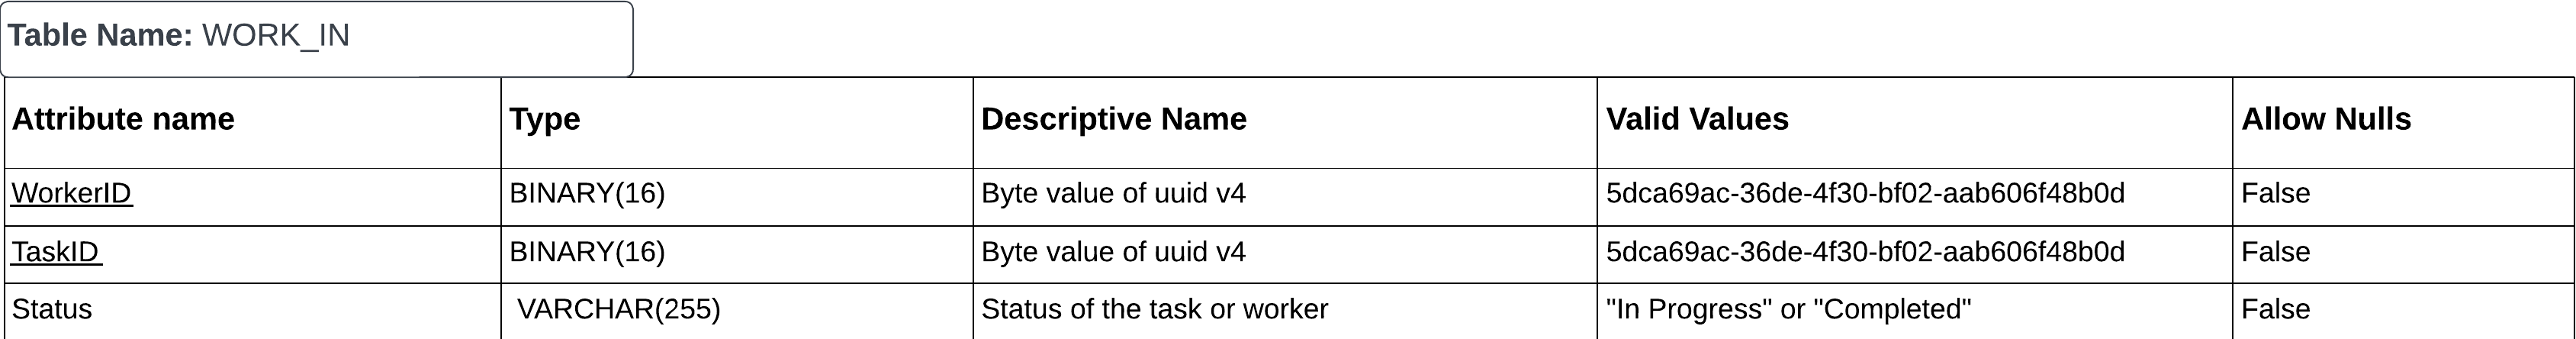 Table Name: WORK_IN
Attribute name Type Descriptive Name Valid Values Allow Nulls
WorkerID BINARY(16) Byte value of uuid v4 5dca69ac-36de-4f30-bf02-aab606f48b0d False
TaskID BINARY(16) Byte value of uuid v4 5dca69ac-36de-4f30-bf02-aab606f48b0d False
Status VARCHAR(255) Status of the task or worker "In Progress" or "Completed" False